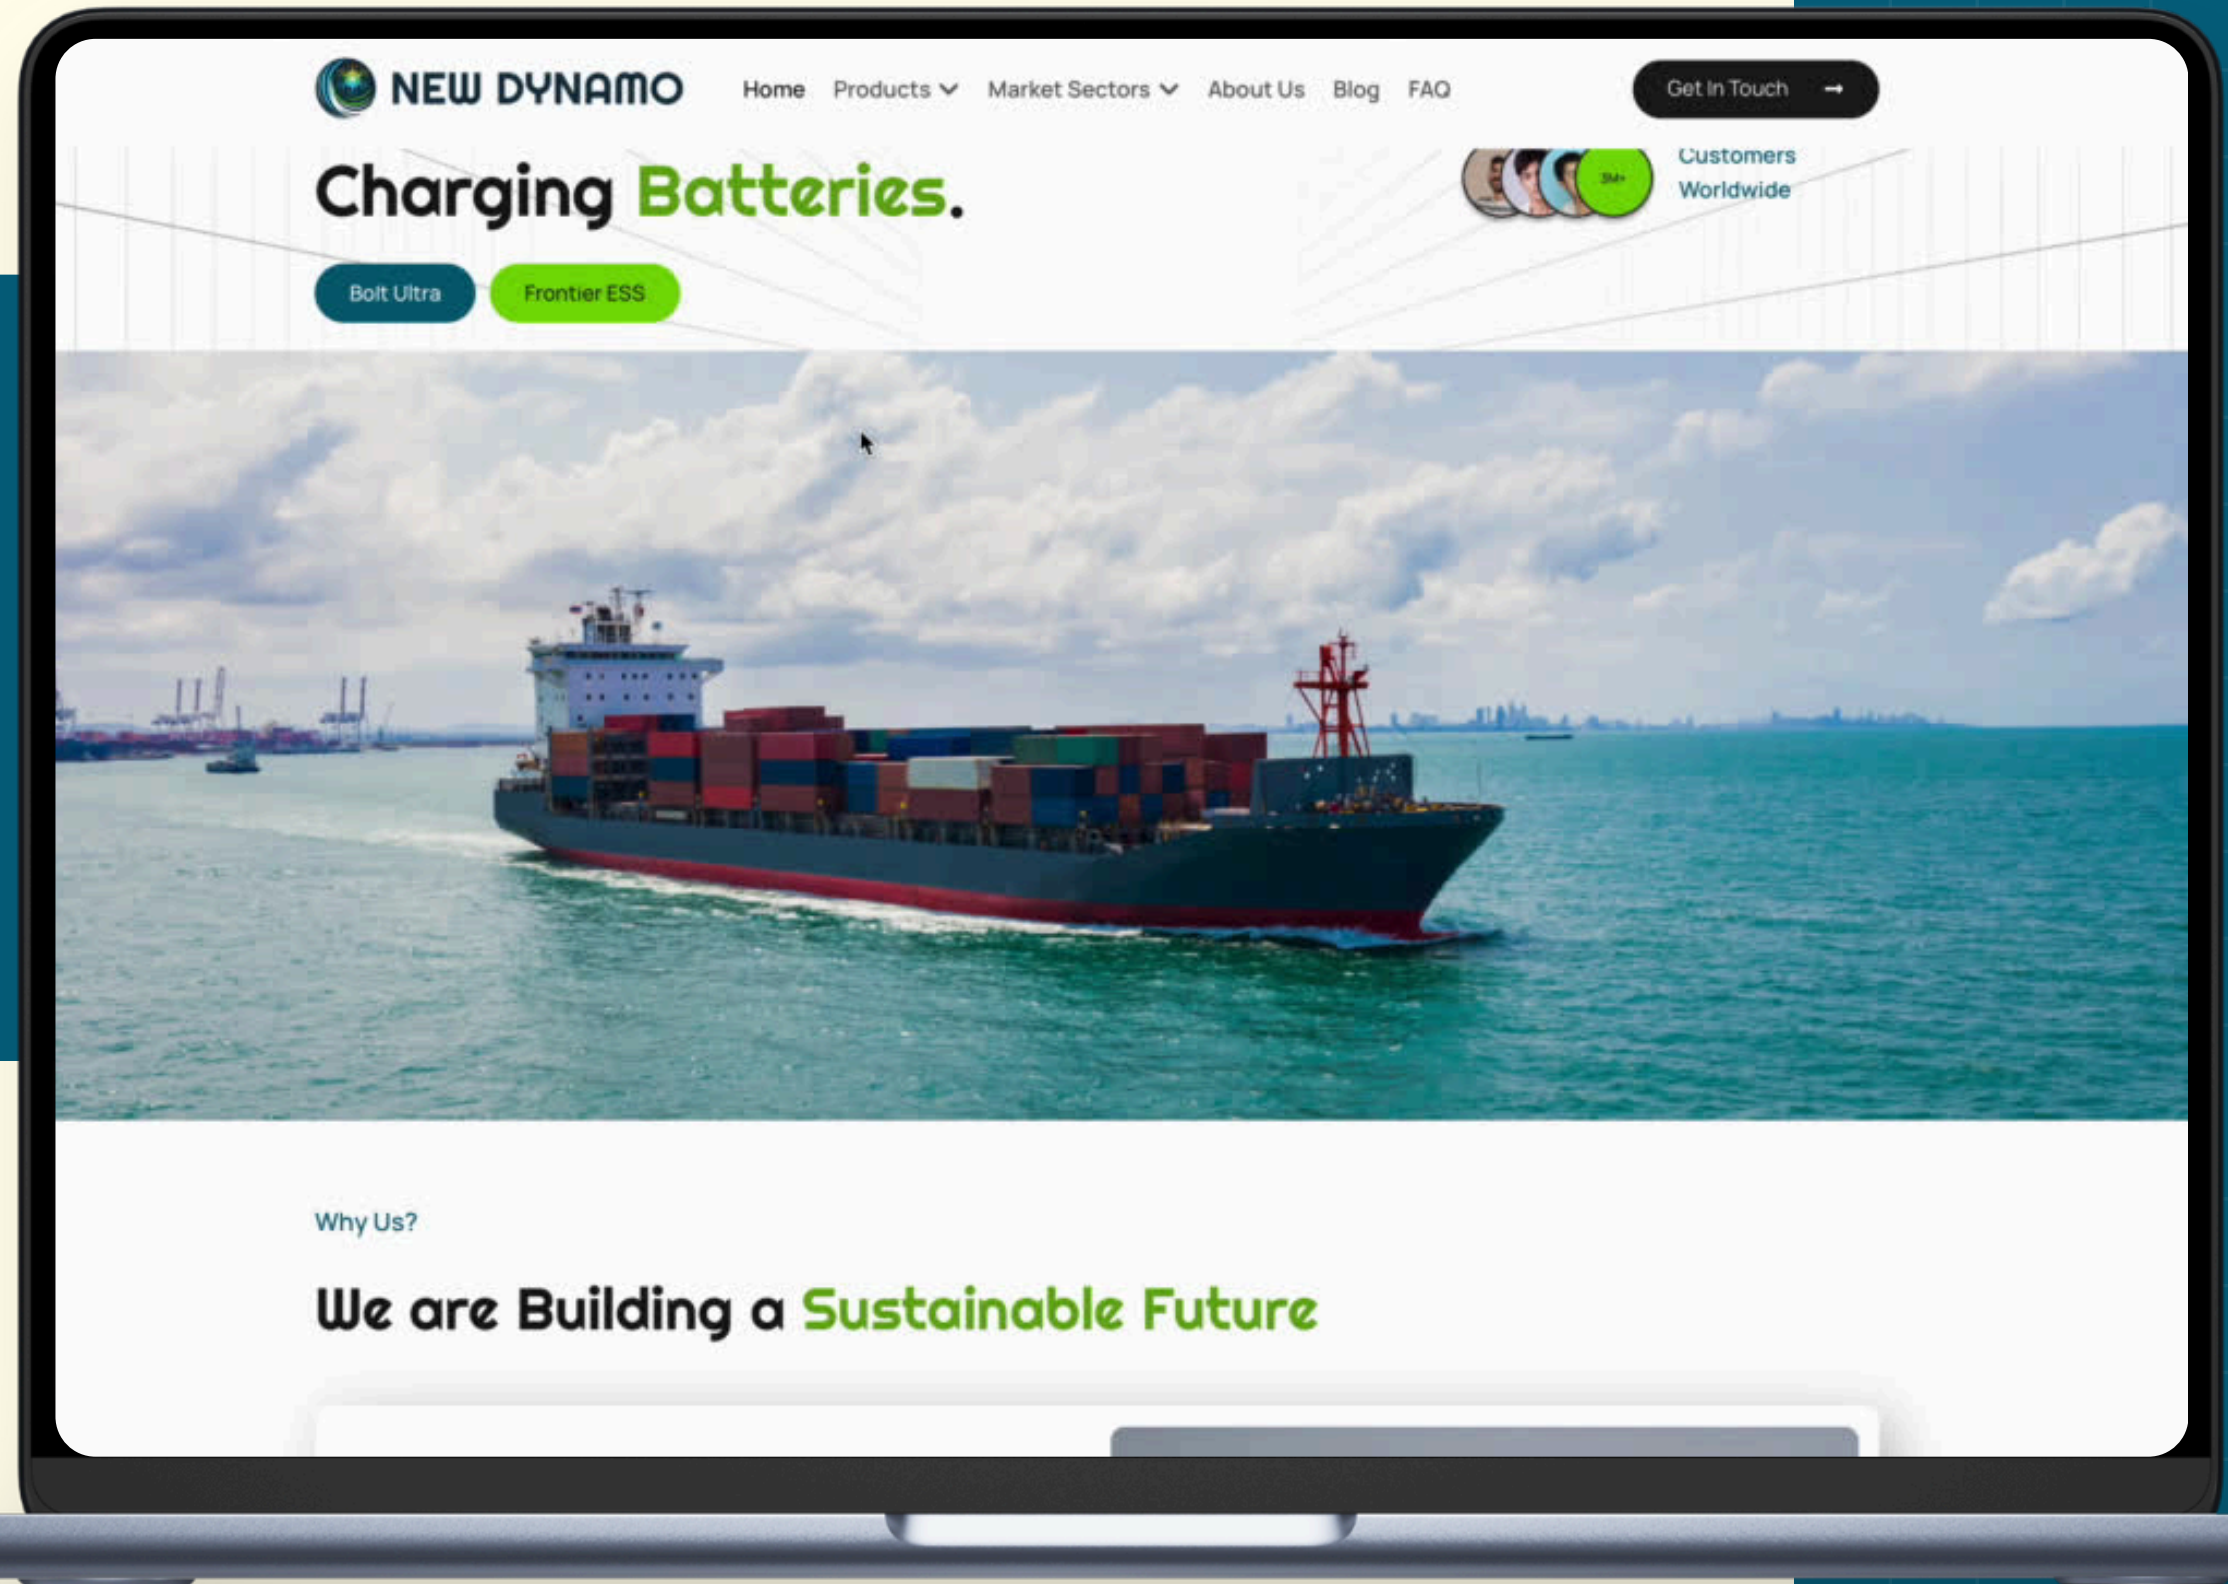 NEW DYNAMO
Home Products Market Sectors About Us Blog FAQ
Get In Touch
Charging Batteries.
3M+
Customers
Worldwide
Bolt Ultra
Frontier ESS
Why Us?
We are Building a Sustainable Future